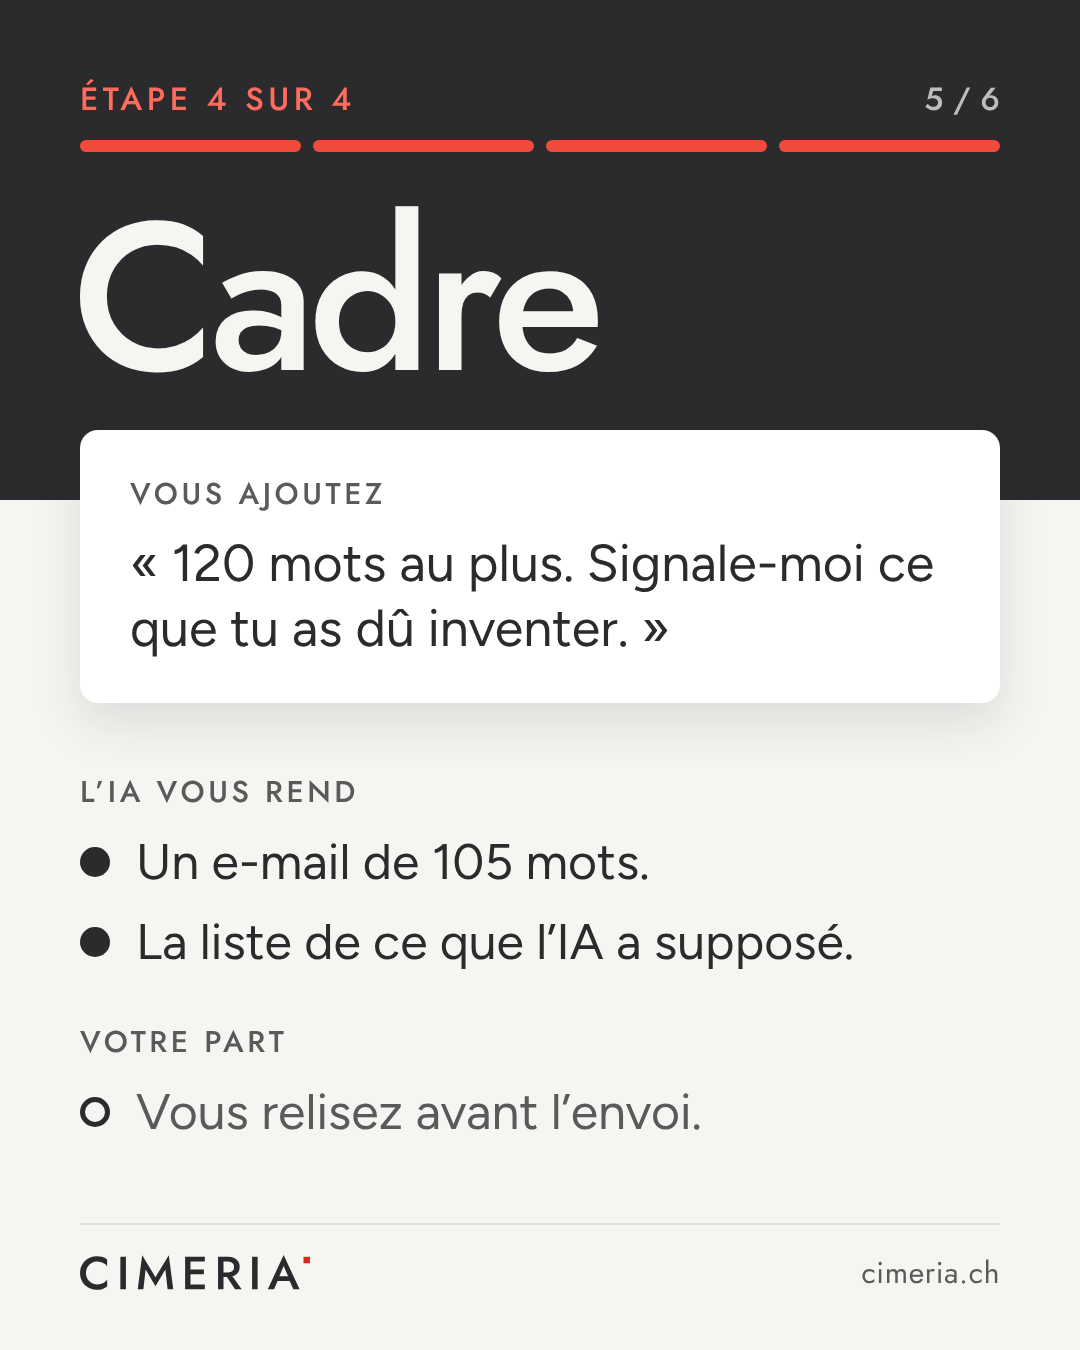 ÉTAPE 4 SUR 4
5 / 6
Cadre
VOUS AJOUTEZ
« 120 mots au plus. Signale-moi ce
que tu as dû inventer. »
L’IA VOUS REND
Un e-mail de 105 mots.
La liste de ce que l’IA a supposé.
VOTRE PART
Vous relisez avant l’envoi.
CIMERIA
cimeria.ch